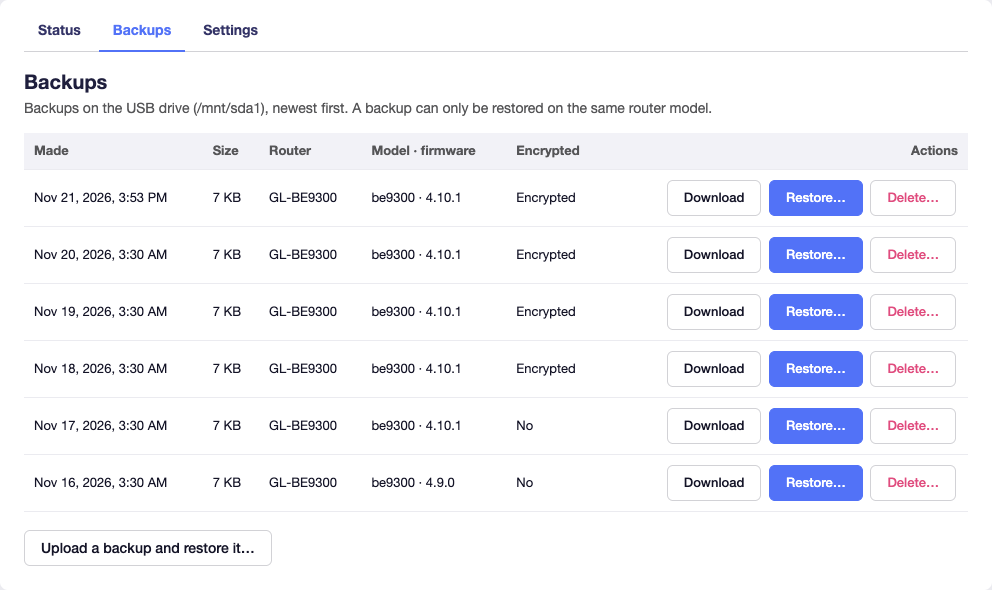 Status Backups Settings
Backups
Backups on the USB drive (/mnt/sda1), newest first. A backup can only be restored on the same router model.
Made Size Router Model · firmware Encrypted Actions
Nov 21, 2026, 3:53 PM 7 KB GL-BE9300 be9300 · 4.10.1 Encrypted Download Restore… Delete…
Nov 20, 2026, 3:30 AM 7 KB GL-BE9300 be9300 · 4.10.1 Encrypted Download Restore… Delete…
Nov 19, 2026, 3:30 AM 7 KB GL-BE9300 be9300 · 4.10.1 Encrypted Download Restore… Delete…
Nov 18, 2026, 3:30 AM 7 KB GL-BE9300 be9300 · 4.10.1 Encrypted Download Restore… Delete…
Nov 17, 2026, 3:30 AM 7 KB GL-BE9300 be9300 · 4.10.1 No Download Restore… Delete…
Nov 16, 2026, 3:30 AM 7 KB GL-BE9300 be9300 · 4.9.0 No Download Restore… Delete…
Upload a backup and restore it…